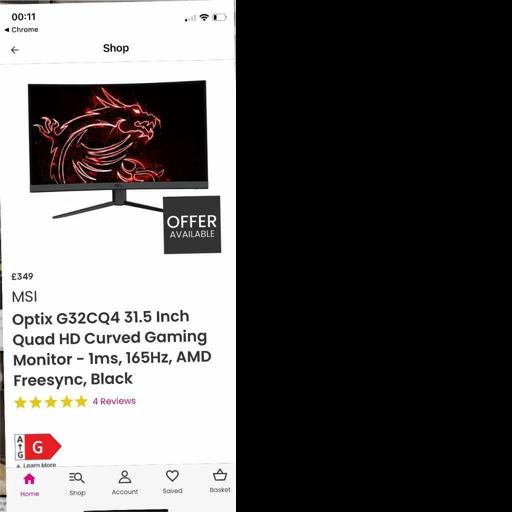 00:11
◀ Chrome
Shop
OFFER
AVAILABLE
£349
MSI
Optix G32CQ4 31.5 Inch
Quad HD Curved Gaming
Monitor - 1ms, 165Hz, AMD
Freesync, Black
4 Reviews
A
G
G
Learn More
Home
Shop
Account
Saved
Basket